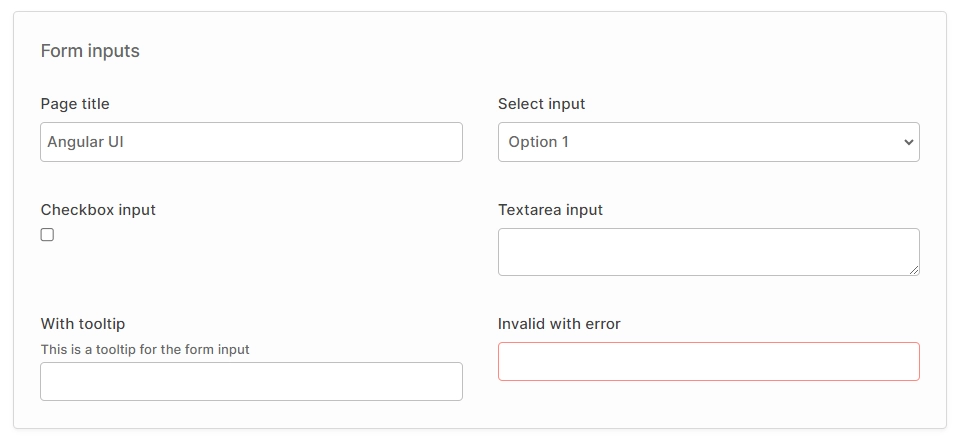 Form inputs
Page title
Select input
Angular UI
Option 1
Checkbox input
Textarea input
With tooltip
Invalid with error
This is a tooltip for the form input